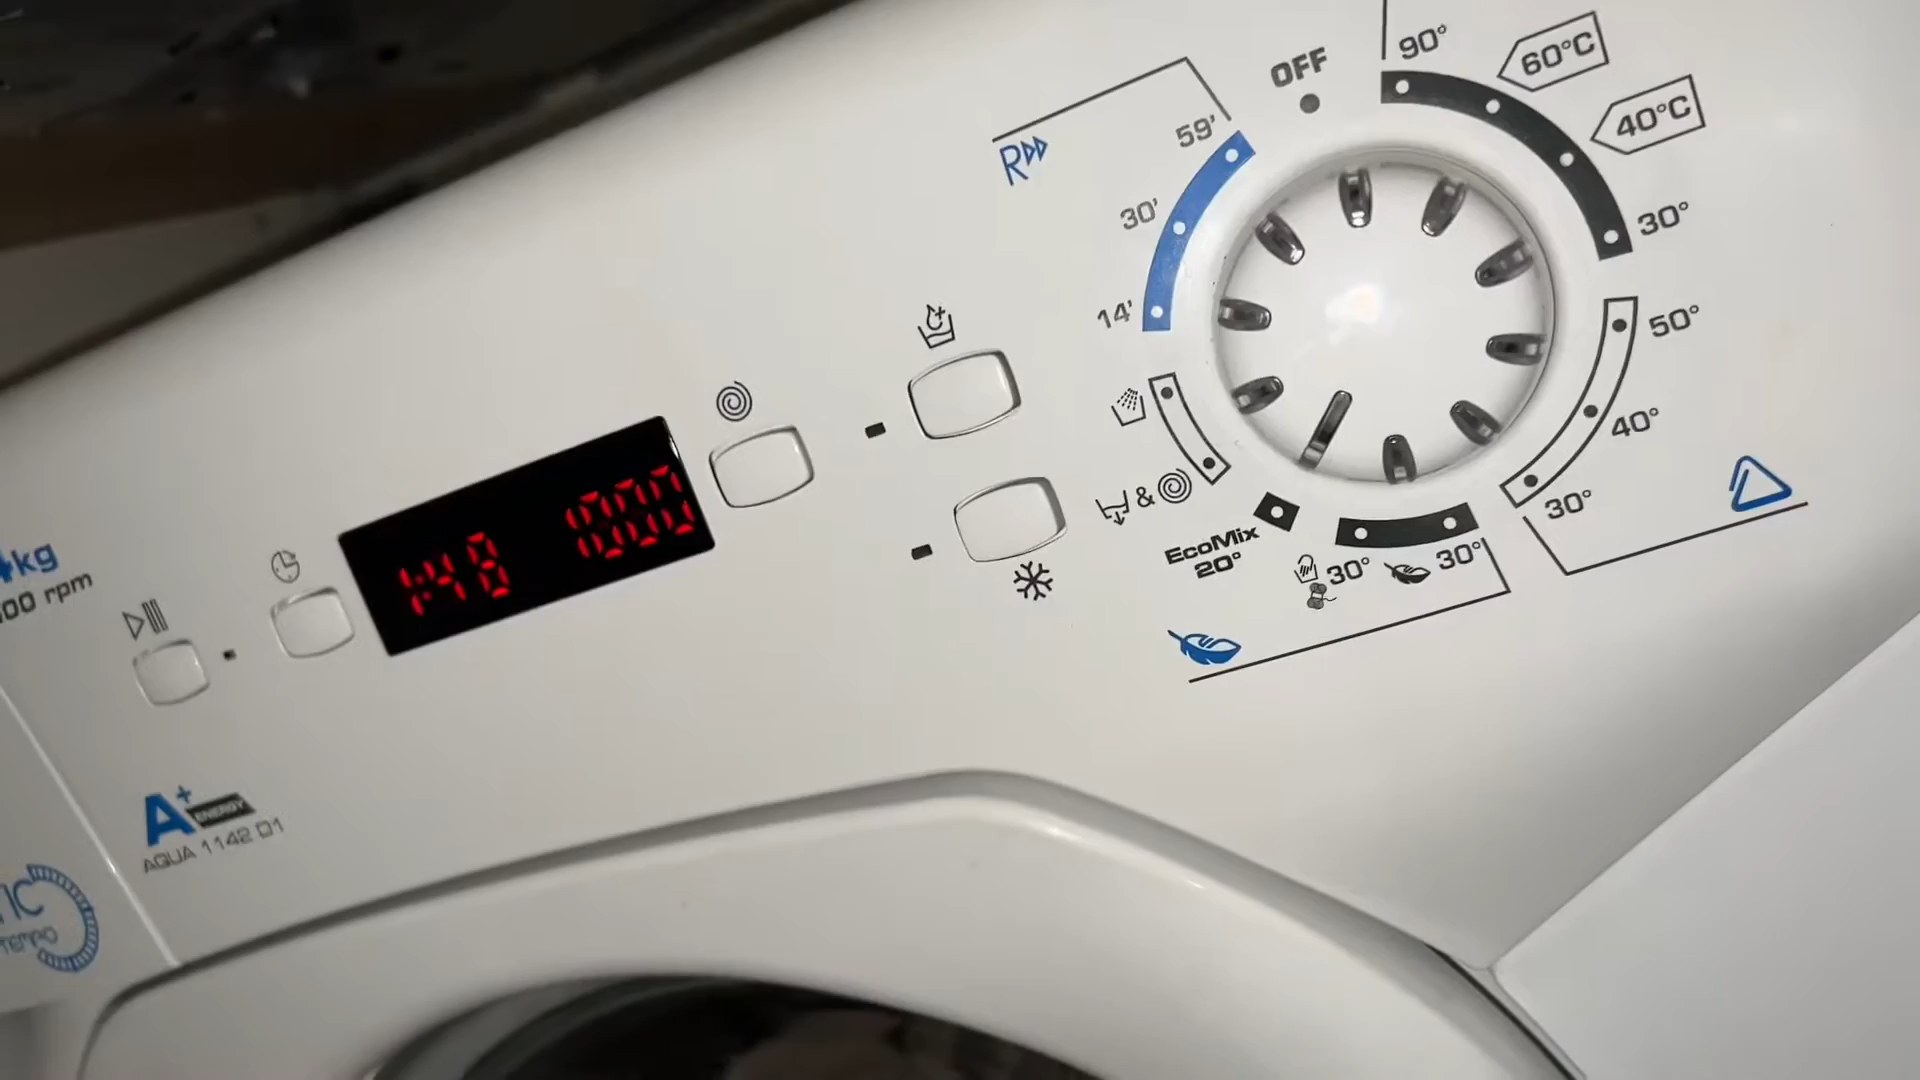 OFF
90°
60°C
40°C
30°
50°
40°
30°
R
59'
30'
14'
&
EcoMix
20°
30°
30°
1:48
kg
00 rpm
A+
ENERGY
AQUA 1142 D1
TEMPO